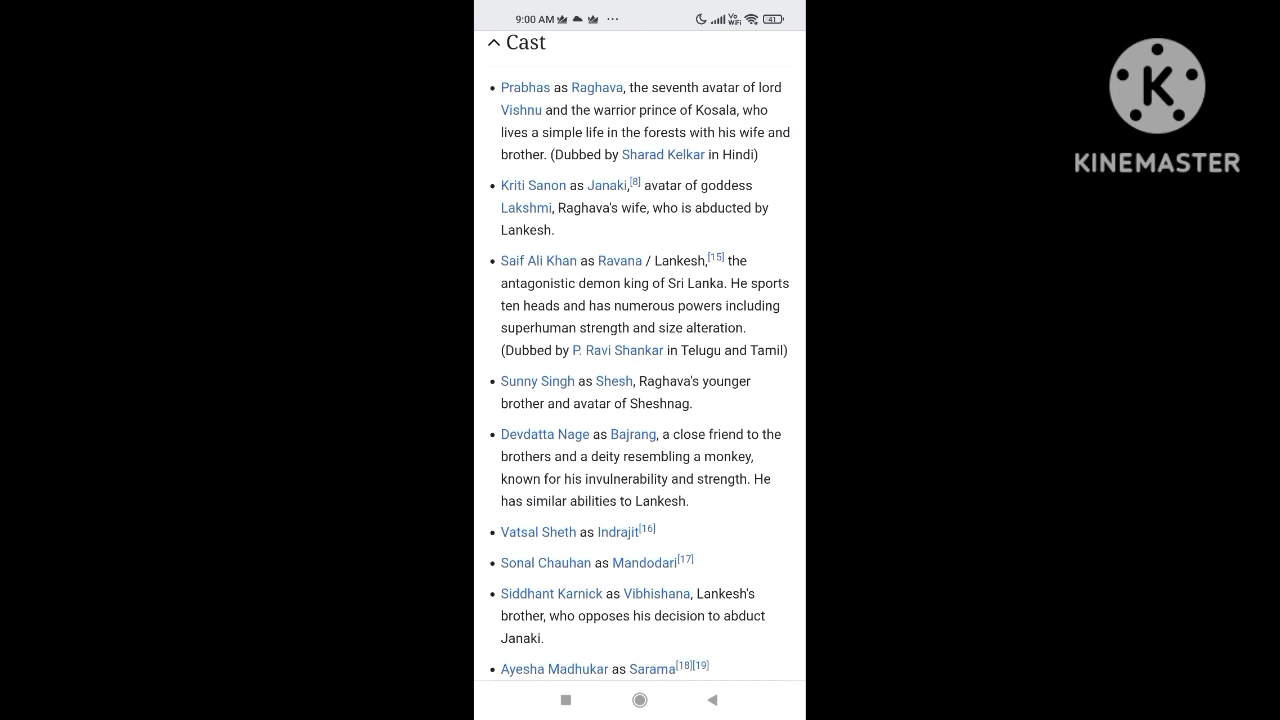 9:00 AM ... Vo WiFi 41
Cast
K
KINEMASTER
• Prabhas as Raghava, the seventh avatar of lord
Vishnu and the warrior prince of Kosala, who
lives a simple life in the forests with his wife and
brother. (Dubbed by Sharad Kelkar in Hindi)
• Kriti Sanon as Janaki,[8] avatar of goddess
Lakshmi, Raghava's wife, who is abducted by
Lankesh.
• Saif Ali Khan as Ravana / Lankesh,[15] the
antagonistic demon king of Sri Lanka. He sports
ten heads and has numerous powers including
superhuman strength and size alteration.
(Dubbed by P. Ravi Shankar in Telugu and Tamil)
• Sunny Singh as Shesh, Raghava's younger
brother and avatar of Sheshnag.
• Devdatta Nage as Bajrang, a close friend to the
brothers and a deity resembling a monkey,
known for his invulnerability and strength. He
has similar abilities to Lankesh.
• Vatsal Sheth as Indrajit[16]
• Sonal Chauhan as Mandodari[17]
• Siddhant Karnick as Vibhishana, Lankesh's
brother, who opposes his decision to abduct
Janaki.
• Ayesha Madhukar as Sarama[18][19]